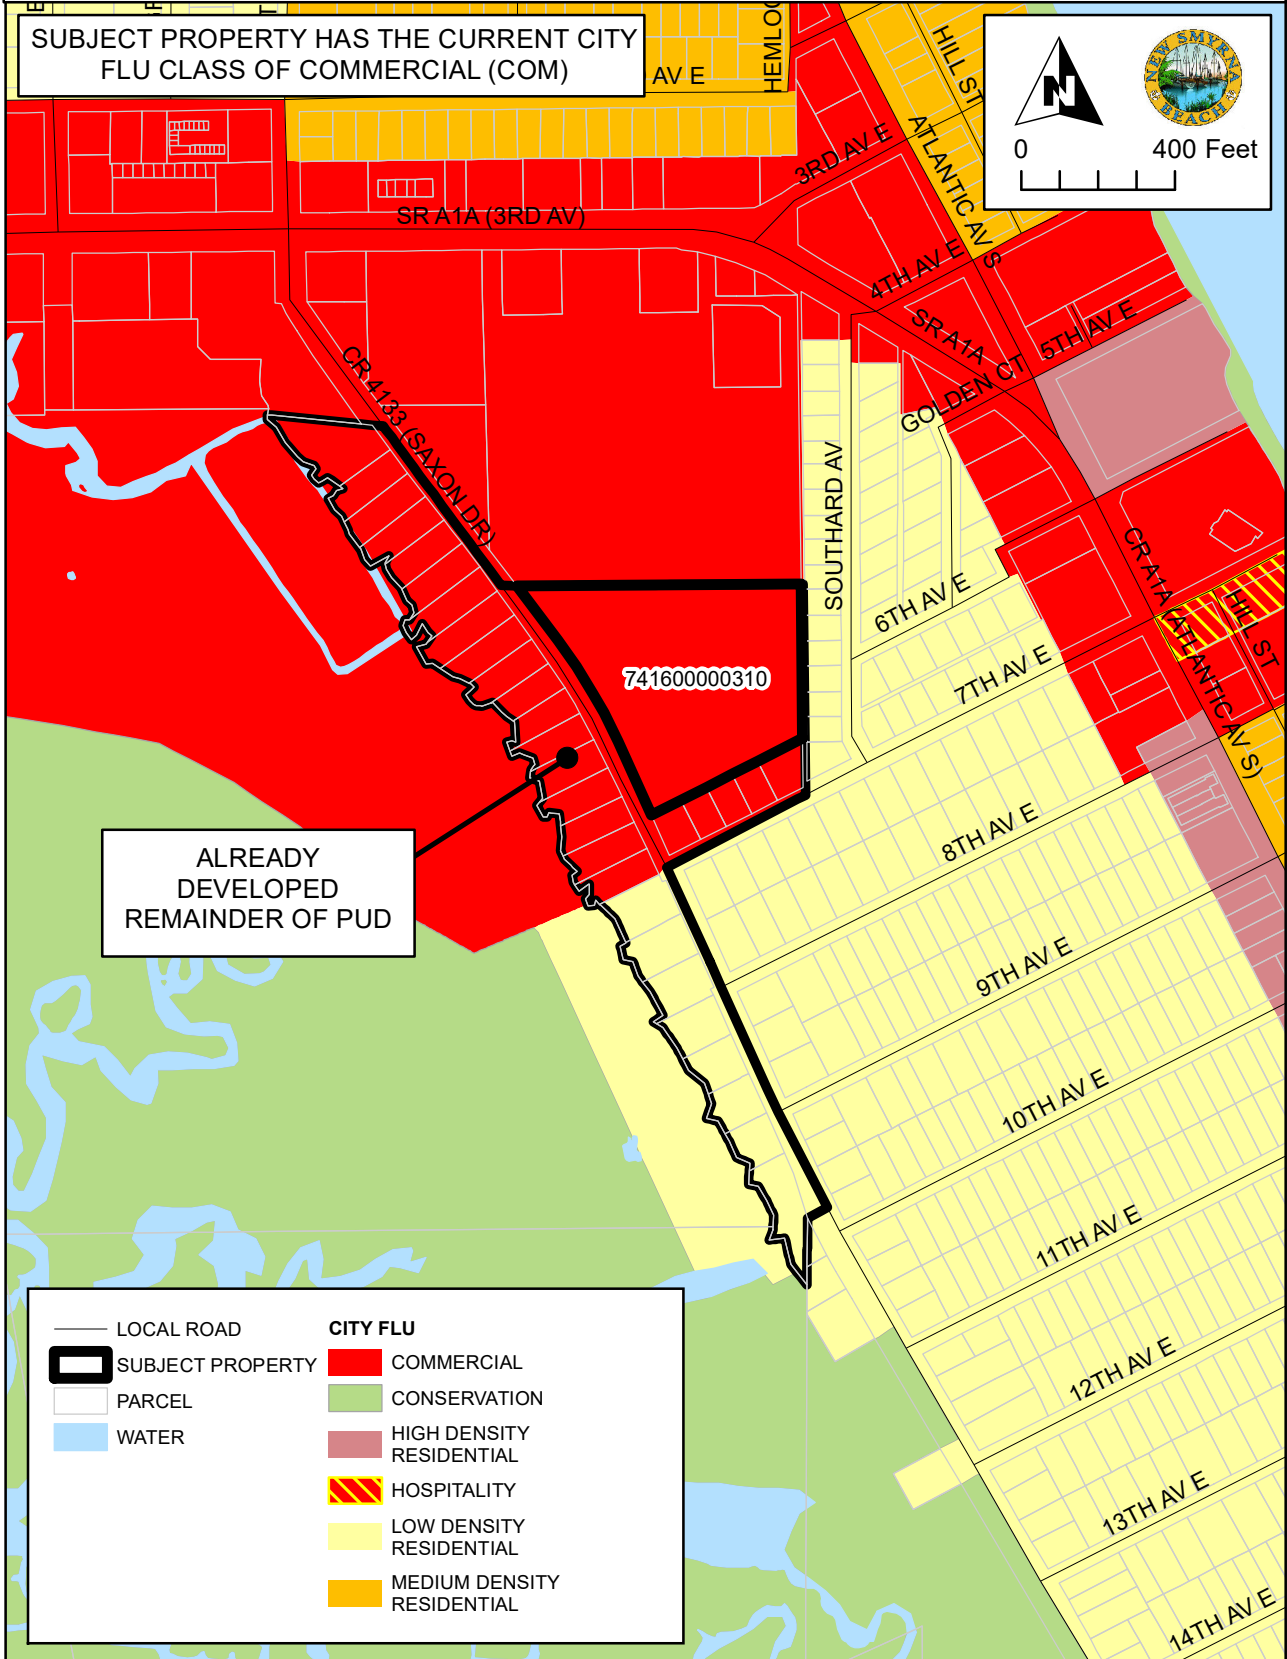 SUBJECT PROPERTY HAS THE CURRENT CITY
FLU CLASS OF COMMERCIAL (COM)
AV E
HILL ST
N
NEW SMYRNA
BEACH
0 400 Feet
3RD AV E
ATLANTIC AV S
SR A1A (3RD AV)
4TH AV E
SR A1A
5TH AV E
GOLDEN CT
CR 4133 (SAXON DR)
SOUTHARD AV
CR A1A (ATLANTIC AV S)
HILL ST
6TH AV E
7TH AV E
741600000310
ALREADY
DEVELOPED
REMAINDER OF PUD
8TH AV E
9TH AV E
10TH AV E
11TH AV E
12TH AV E
13TH AV E
14TH AV E
LOCAL ROAD
SUBJECT PROPERTY
PARCEL
WATER
CITY FLU
COMMERCIAL
CONSERVATION
HIGH DENSITY
RESIDENTIAL
HOSPITALITY
LOW DENSITY
RESIDENTIAL
MEDIUM DENSITY
RESIDENTIAL